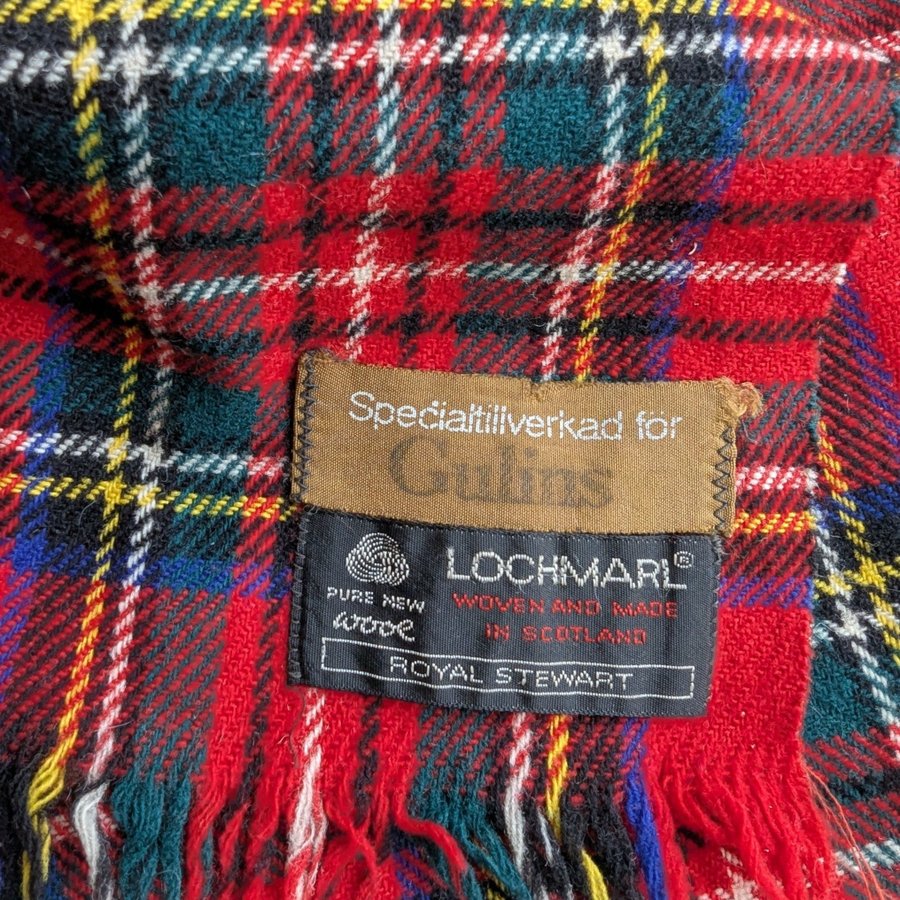 Specialtillverkad för
Gulins
LOCHMARL®
PURE NEW
wool
WOVEN AND MADE
IN SCOTLAND
ROYAL STEWART